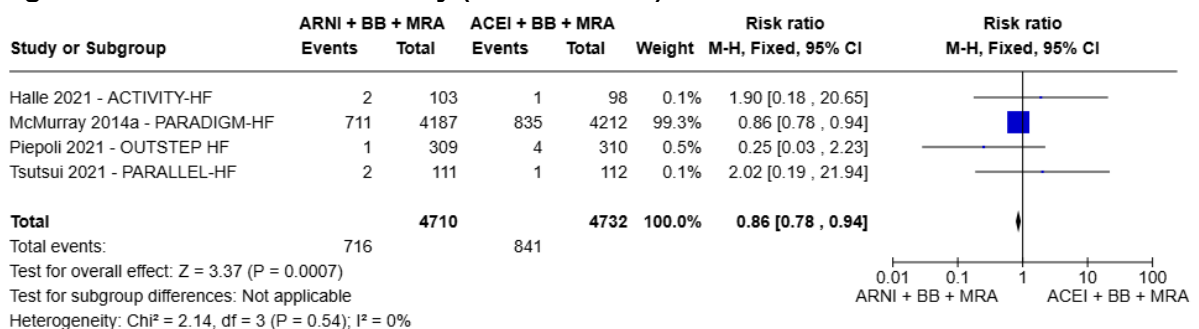 ARNI + BB + MRA ACEI + BB + MRA Risk ratio Risk ratio
Study or Subgroup Events Total Events Total Weight M-H, Fixed, 95% CI M-H, Fixed, 95% CI
Halle 2021 - ACTIVITY-HF 2 103 1 98 0.1% 1.90 [0.18 , 20.65]
McMurray 2014a - PARADIGM-HF 711 4187 835 4212 99.3% 0.86 [0.78 , 0.94]
Piepoli 2021 - OUTSTEP HF 1 309 4 310 0.5% 0.25 [0.03 , 2.23]
Tsutsui 2021 - PARALLEL-HF 2 111 1 112 0.1% 2.02 [0.19 , 21.94]
Total 4710 4732 100.0% 0.86 [0.78 , 0.94]
Total events: 716 841
Test for overall effect: Z = 3.37 (P = 0.0007)
Test for subgroup differences: Not applicable
Heterogeneity: Chi² = 2.14, df = 3 (P = 0.54); I² = 0%
0.01 0.1 1 10 100
ARNI + BB + MRA ACEI + BB + MRA